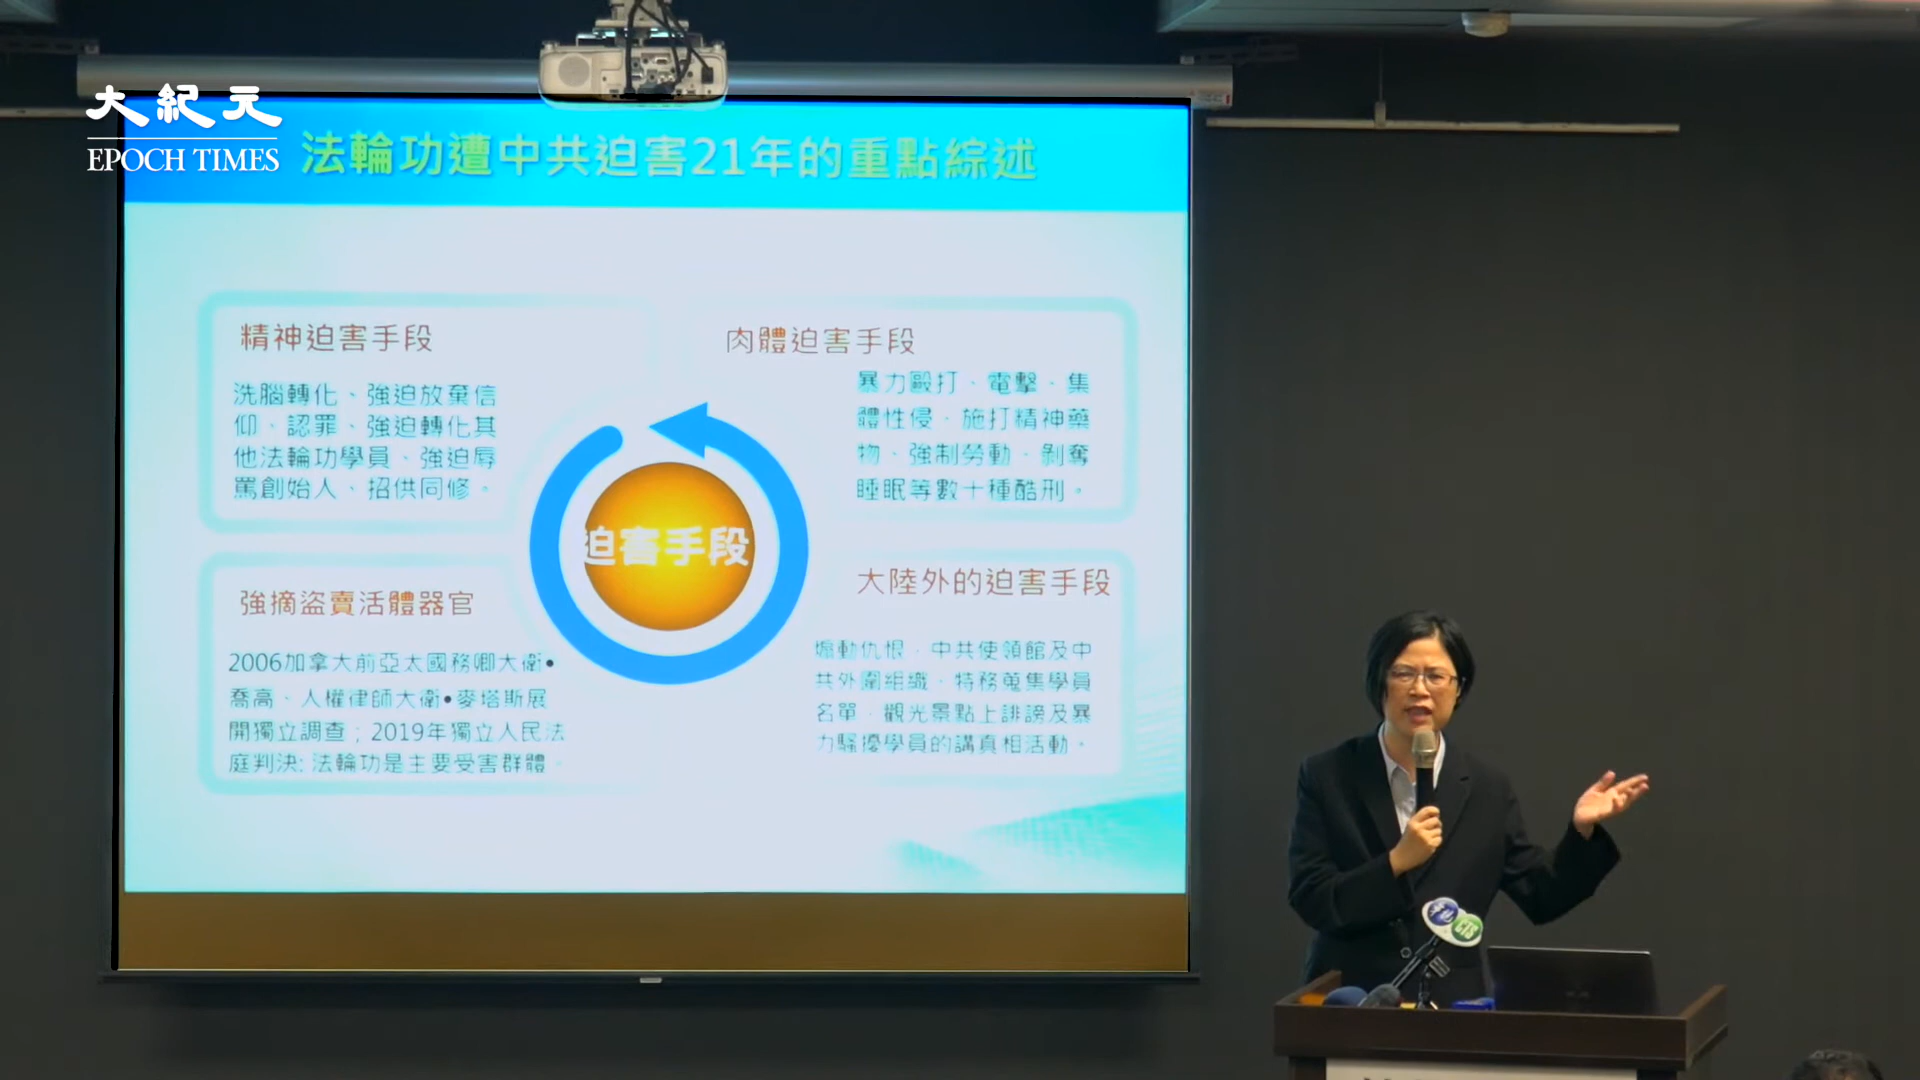 大紀元
EPOCH TIMES
法輪功遭中共迫害21年的重點綜述
精神迫害手段
洗腦轉化、強迫放棄信
仰、認罪、強迫轉化其
他法輪功學員、強迫辱
罵創始人、招供同修。
肉體迫害手段
暴力毆打、電擊、集
體性侵、施打精神藥
物、強制勞動、剝奪
睡眠等數十種酷刑。
迫害手段
強摘盜賣活體器官
2006加拿大前亞太國務卿大衛•
喬高、人權律師大衛•麥塔斯展
開獨立調查；2019年獨立人民法
庭判決: 法輪功是主要受害群體。
大陸外的迫害手段
煽動仇恨、中共使領館及中
共外圍組織、特務蒐集學員
名單、觀光景點上誹謗及暴
力騷擾學員的講真相活動。
CTS